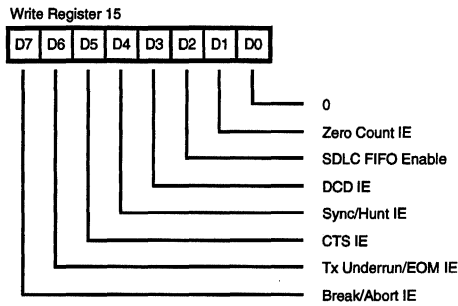 Write Register 15
D7 D6 D5 D4 D3 D2 D1 D0
0
Zero Count IE
SDLC FIFO Enable
DCD IE
Sync/Hunt IE
CTS IE
Tx Underrun/EOM IE
Break/Abort IE